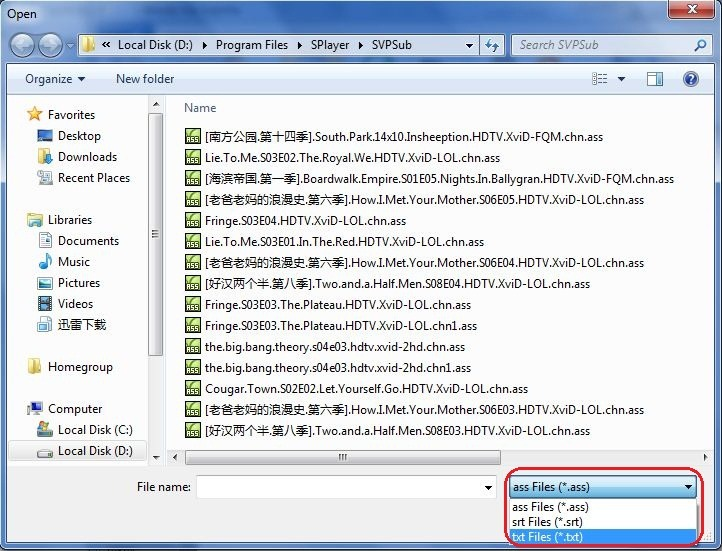 Open
« Local Disk (D:) Program Files SPlayer SVPSub Search SVPSub
Organize New folder
Favorites
Desktop
Downloads
Recent Places
Libraries
Documents
Music
Pictures
Videos
迅雷下载
Homegroup
Computer
Local Disk (C:)
Local Disk (D:)
Name
[南方公园.第十四季].South.Park.14x10.Insheeption.HDTV.XviD-FQM.chn.ass
Lie.To.Me.S03E02.The.Royal.We.HDTV.XviD-LOL.chn.ass
[海滨帝国.第一季].Boardwalk.Empire.S01E05.Nights.In.Ballygran.HDTV.XviD-FQM.chn.ass
[老爸老妈的浪漫史.第六季].How.I.Met.Your.Mother.S06E05.HDTV.XviD-LOL.chn.ass
Fringe.S03E04.HDTV.XviD-LOL.chn.ass
Lie.To.Me.S03E01.In.The.Red.HDTV.XviD-LOL.chn.ass
[老爸老妈的浪漫史.第六季].How.I.Met.Your.Mother.S06E04.HDTV.XviD-LOL.chn.ass
[好汉两个半.第八季].Two.and.a.Half.Men.S08E04.HDTV.XviD-LOL.chn.ass
Fringe.S03E03.The.Plateau.HDTV.XviD-LOL.chn.ass
Fringe.S03E03.The.Plateau.HDTV.XviD-LOL.chn1.ass
the.big.bang.theory.s04e03.hdtv.xvid-2hd.chn.ass
the.big.bang.theory.s04e03.hdtv.xvid-2hd.chn1.ass
Cougar.Town.S02E02.Let.Yourself.Go.HDTV.XviD-LOL.chn.ass
[老爸老妈的浪漫史.第六季].How.I.Met.Your.Mother.S06E03.HDTV.XviD-LOL.chn.ass
[好汉两个半.第八季].Two.and.a.Half.Men.S08E03.HDTV.XviD-LOL.chn.ass
File name: ass Files (*.ass)
ass Files (*.ass)
srt Files (*.srt)
txt Files (*.txt)